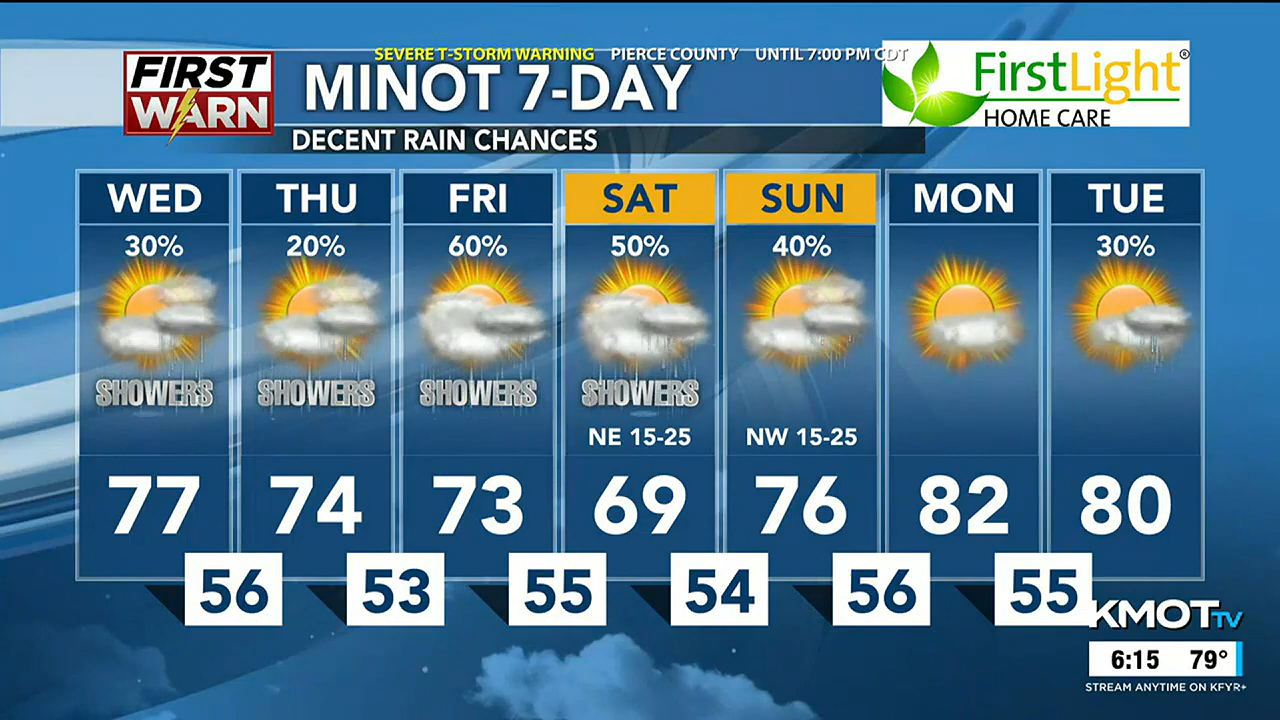 SEVERE T-STORM WARNING PIERCE COUNTY UNTIL 7:00 PM CDT
FIRST
WARN
MINOT 7-DAY
DECENT RAIN CHANCES
FirstLight®
HOME CARE
WED THU FRI SAT SUN MON TUE
30% 20% 60% 50% 40% 30%
SHOWERS SHOWERS SHOWERS SHOWERS
NE 15-25 NW 15-25
77 74 73 69 76 82 80
56 53 55 54 56 55
KMOT TV
6:15 79°
STREAM ANYTIME ON KFYR+